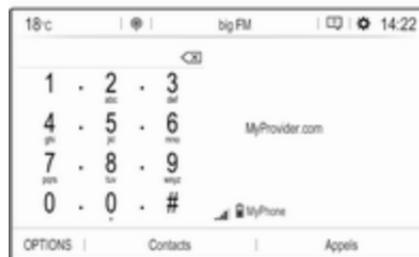 18°c big FM 14:22
1 . 2 . 3
abc def
4 . 5 . 6
ghi jkl mno
7 . 8 . 9
pqrs tuv wxyz
0 . 0 . #
MyProvider.com
MyPhone
OPTIONS | Contacts | Appels